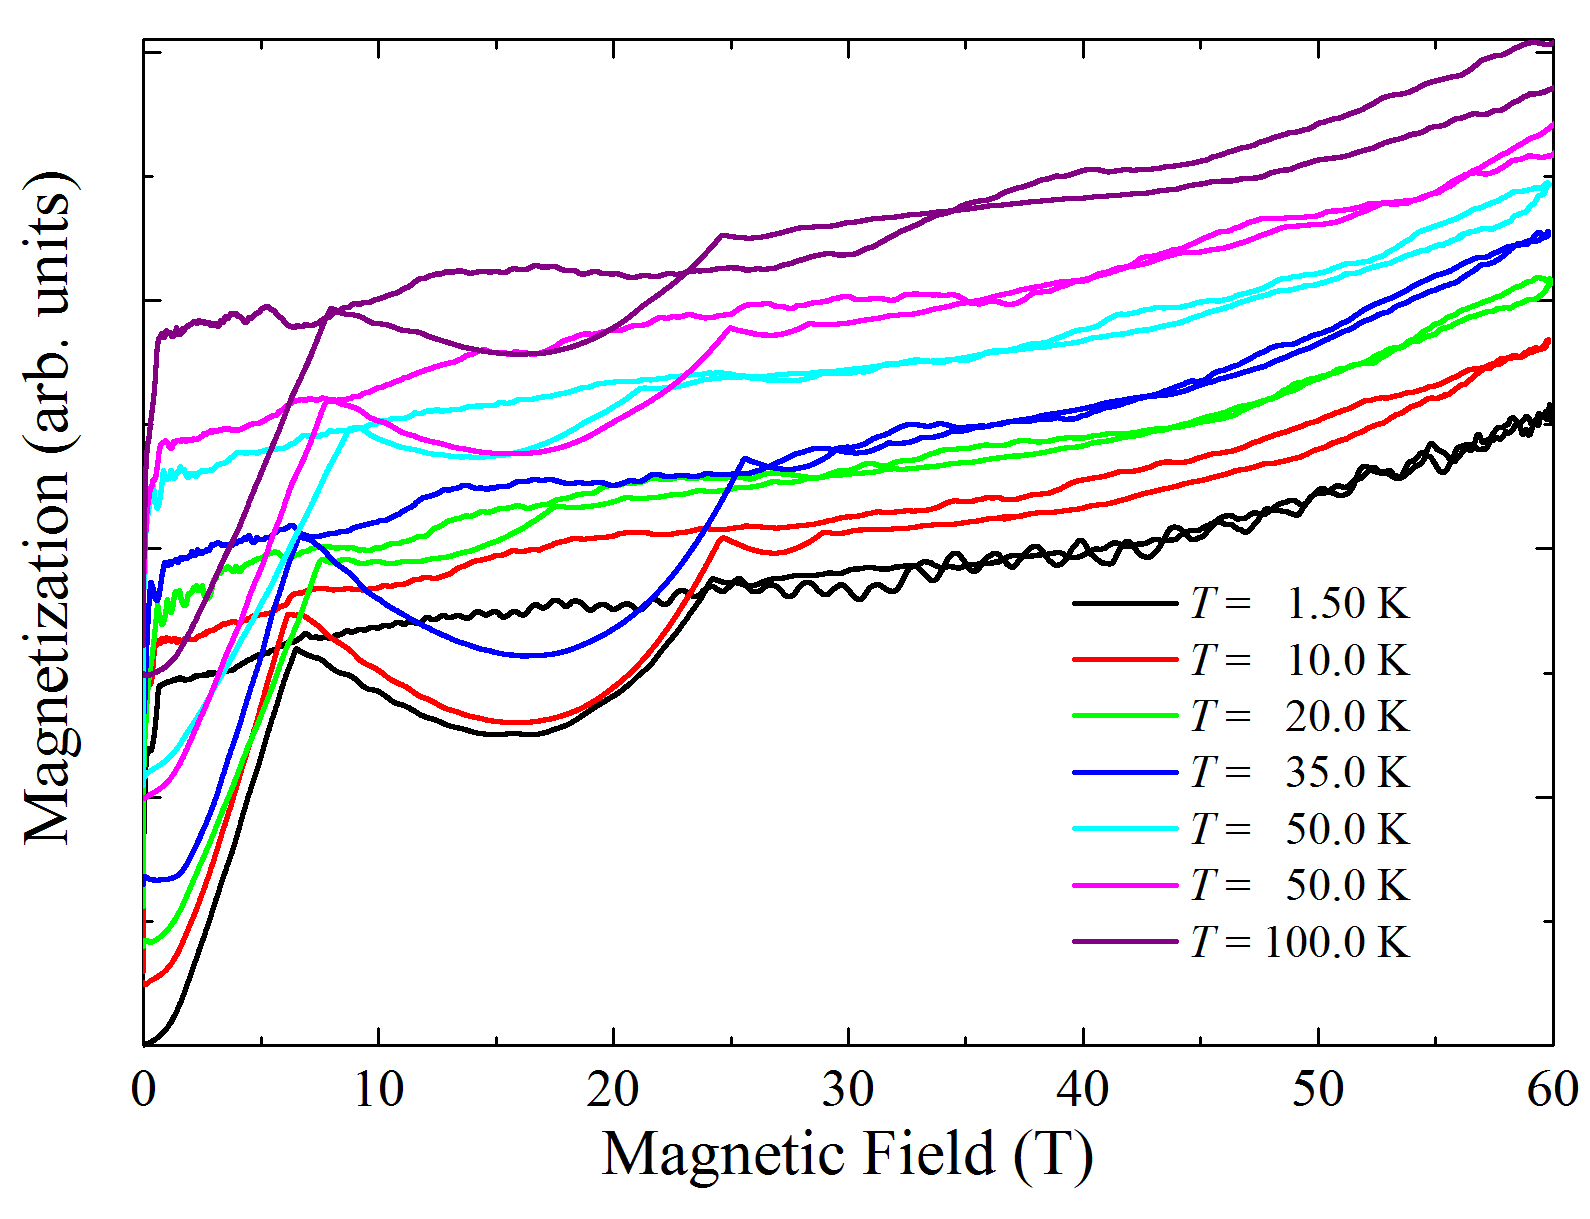 Magnetization (arb. units)
T = 1.50 K
T = 10.0 K
T = 20.0 K
T = 35.0 K
T = 50.0 K
T = 50.0 K
T = 100.0 K
0 10 20 30 40 50 60
Magnetic Field (T)